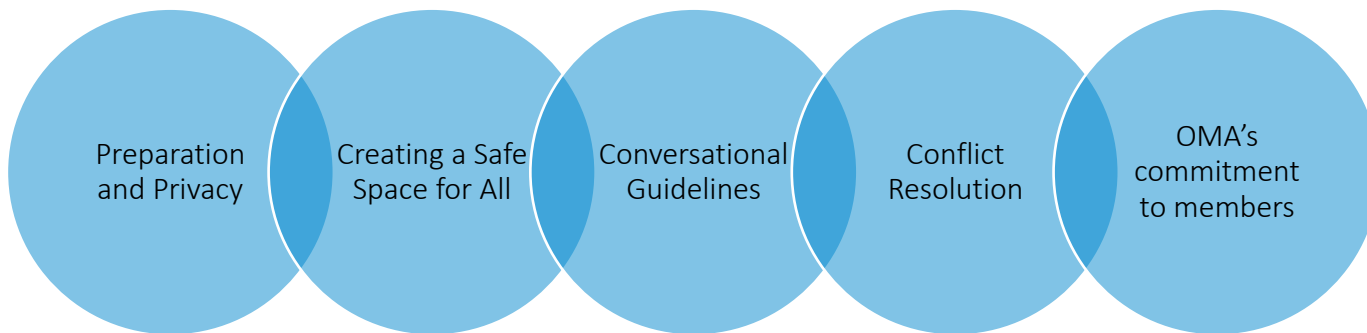 Preparation
and Privacy
Creating a Safe
Space for All
Conversational
Guidelines
Conflict
Resolution
OMA’s
commitment
to members